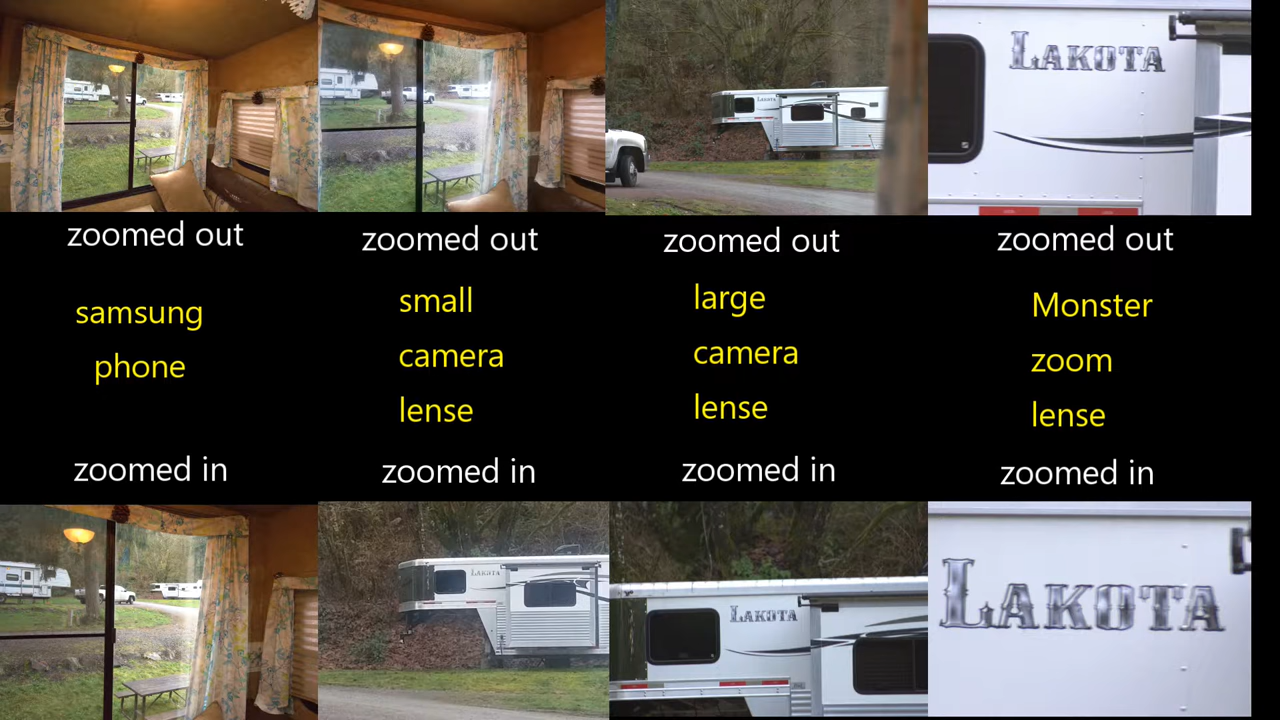 LAKOTA
LAKOTA
zoomed out
zoomed out
zoomed out
zoomed out
samsung
phone
small
camera
lense
large
camera
lense
Monster
zoom
lense
zoomed in
zoomed in
zoomed in
zoomed in
LAKOTA
LAKOTA
LAKOTA